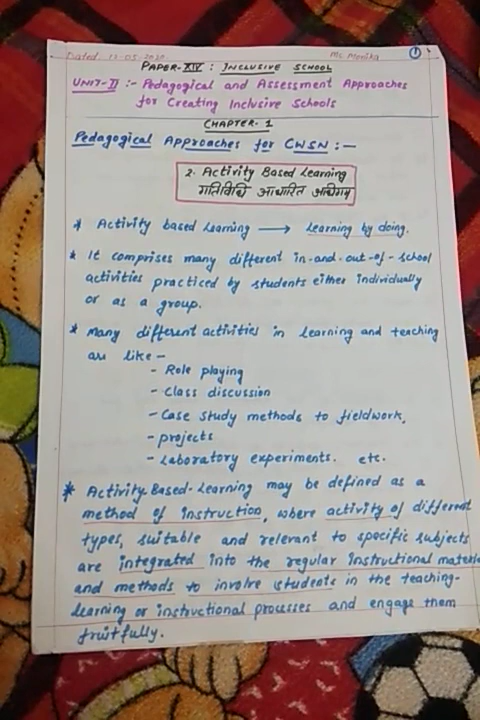 Dated. 12-05-2020
Ms. Monika
1
PAPER-XIV : INCLUSIVE SCHOOL
UNIT-II :- Pedagogical and Assessment Approaches
for Creating Inclusive Schools
CHAPTER-1
Pedagogical Approaches for CWSN :-
2. Activity Based Learning
गतिविधि आधारित अधिगम
* Activity based learning → Learning by doing.
* It comprises many different in-and-out-of-school
activities practiced by students either individually
or as a group.
* Many different activities in learning and teaching
are like -
- Role playing
- Class discussion
- Case study methods to fieldwork,
- projects
- Laboratory experiments. etc.
* Activity-Based-Learning may be defined as a
method of instruction, where activity of different
types, suitable and relevant to specific subjects
are integrated into the regular instructional material
and methods to involve students in the teaching-
learning or instructional processes and engage them
fruitfully.